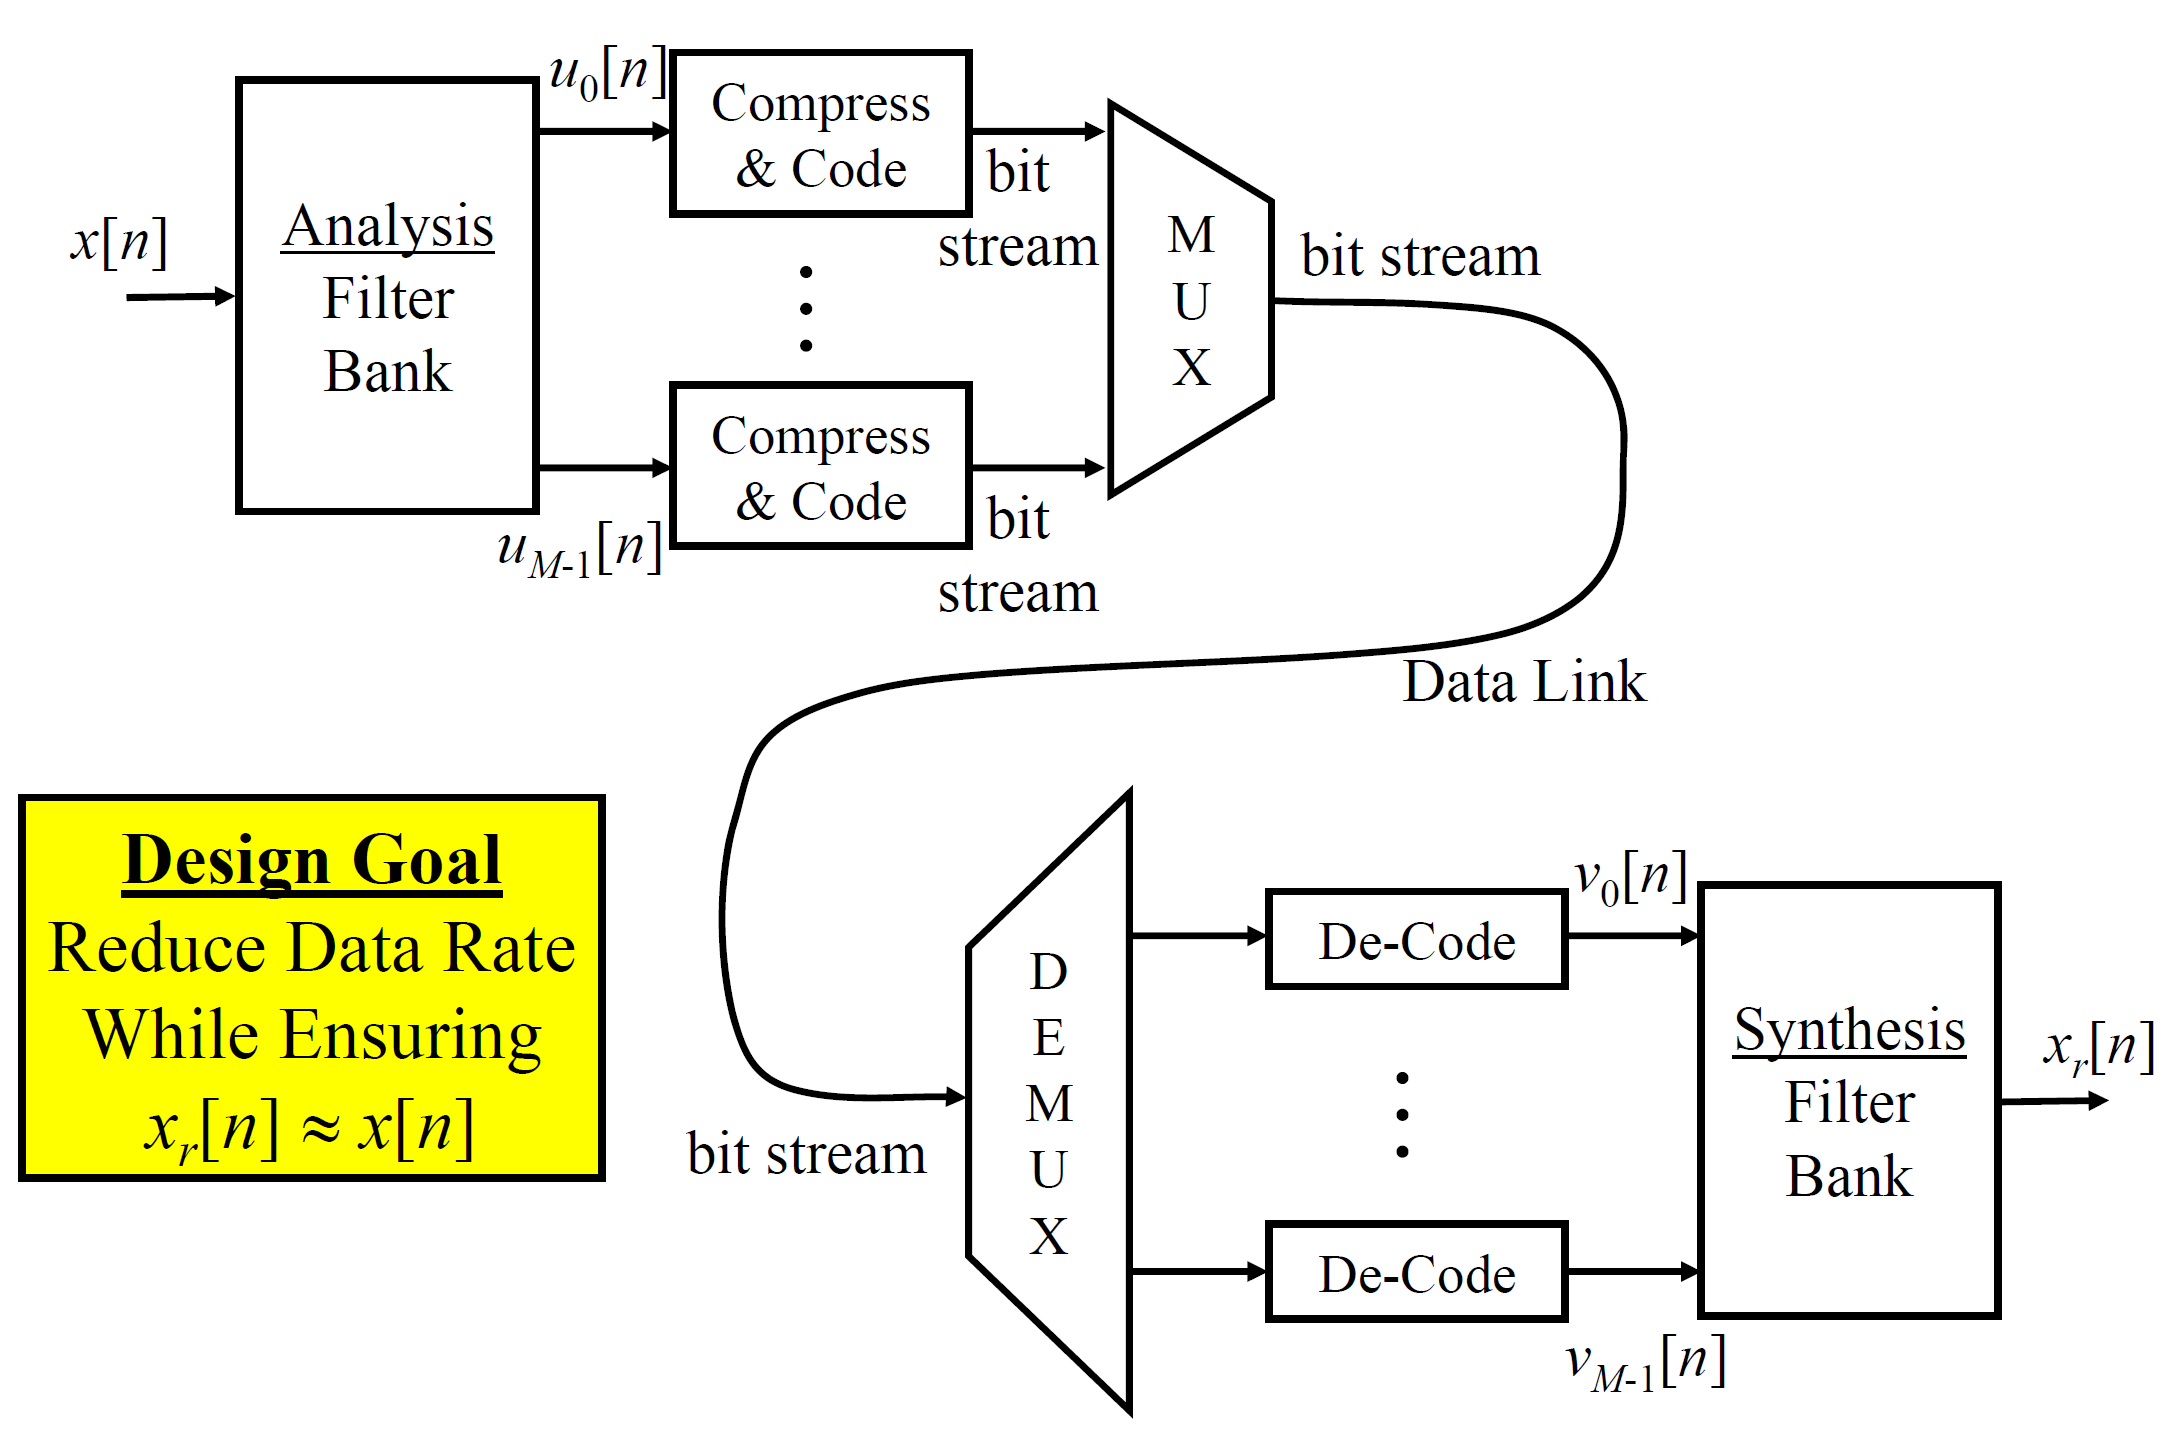 x[n]
Analysis
Filter
Bank
u0[n]
uM-1[n]
Compress
& Code
Compress
& Code
bit
stream
bit
stream
M
U
X
bit stream
Data Link
Design Goal
Reduce Data Rate
While Ensuring
xr[n] ≈ x[n]
bit stream
D
E
M
U
X
De-Code
De-Code
v0[n]
vM-1[n]
Synthesis
Filter
Bank
xr[n]